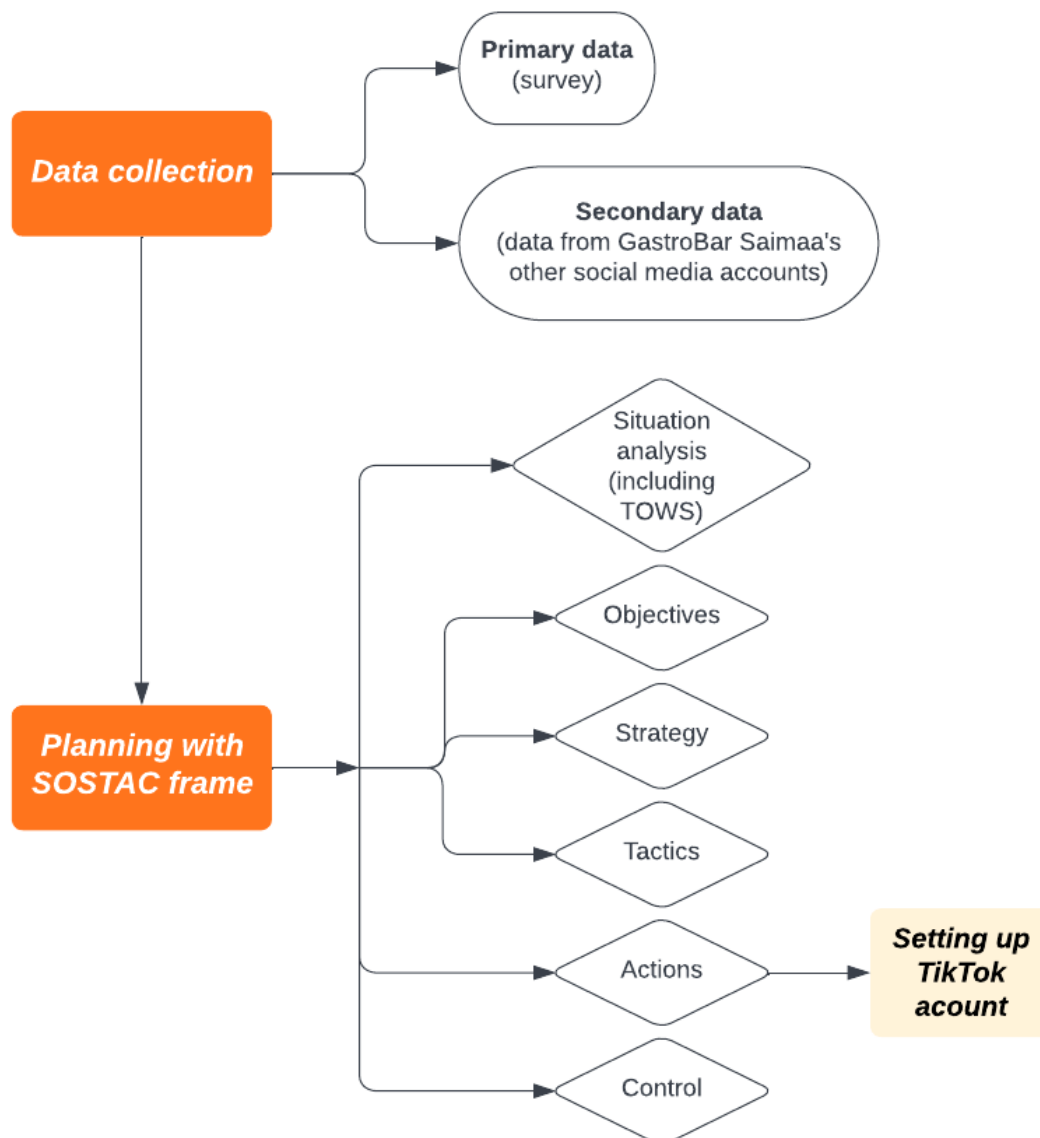 Primary data
(survey)
Data collection
Secondary data
(data from GastroBar Saimaa's
other social media accounts)
Situation
analysis
(including
TOWS)
Objectives
Planning with
SOSTAC frame
Strategy
Tactics
Actions
Setting up
TikTok
acount
Control